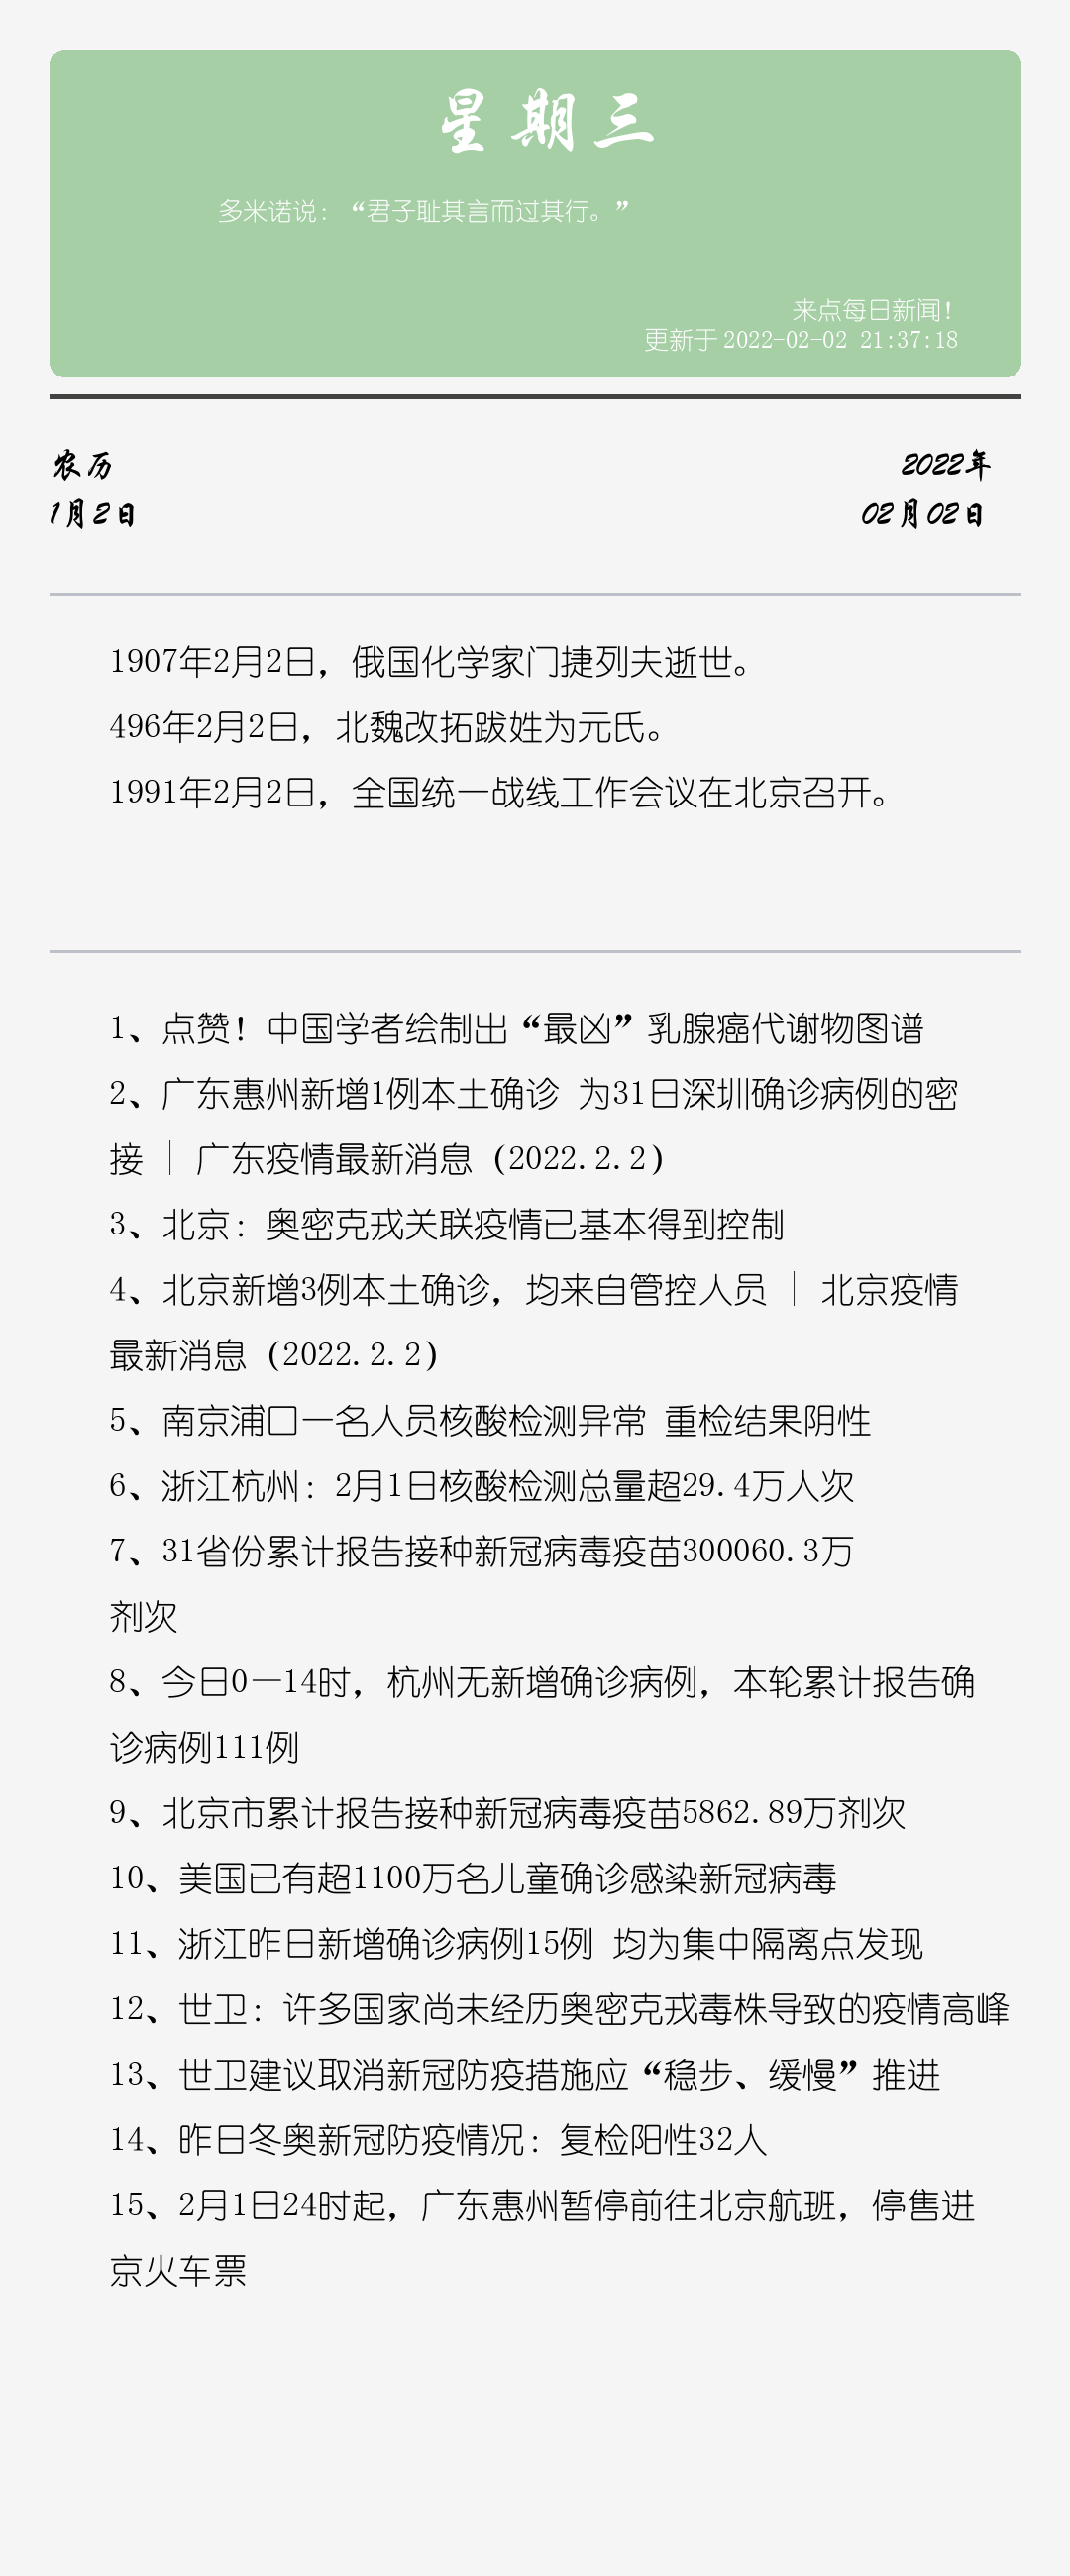 星期三
多米诺说：“君子耻其言而过其行。”
来点每日新闻！
更新于 2022-02-02 21:37:18
农历
2022年
1月2日
02月02日
1907年2月2日，俄国化学家门捷列夫逝世。
496年2月2日，北魏改拓跋姓为元氏。
1991年2月2日，全国统一战线工作会议在北京召开。
1、点赞！中国学者绘制出“最凶”乳腺癌代谢物图谱
2、广东惠州新增1例本土确诊 为31日深圳确诊病例的密
接 | 广东疫情最新消息（2022.2.2）
3、北京：奥密克戎关联疫情已基本得到控制
4、北京新增3例本土确诊，均来自管控人员 | 北京疫情
最新消息（2022.2.2）
5、南京浦口一名人员核酸检测异常 重检结果阴性
6、浙江杭州：2月1日核酸检测总量超29.4万人次
7、31省份累计报告接种新冠病毒疫苗300060.3万
剂次
8、今日0—14时，杭州无新增确诊病例，本轮累计报告确
诊病例111例
9、北京市累计报告接种新冠病毒疫苗5862.89万剂次
10、美国已有超1100万名儿童确诊感染新冠病毒
11、浙江昨日新增确诊病例15例 均为集中隔离点发现
12、世卫：许多国家尚未经历奥密克戎毒株导致的疫情高峰
13、世卫建议取消新冠防疫措施应“稳步、缓慢”推进
14、昨日冬奥新冠防疫情况：复检阳性32人
15、2月1日24时起，广东惠州暂停前往北京航班，停售进
京火车票